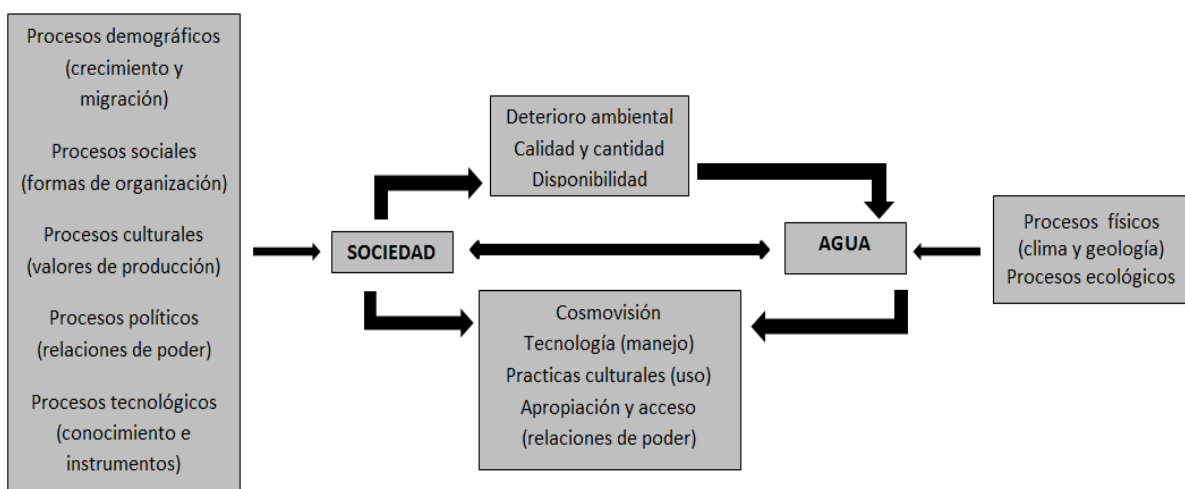 Procesos demográficos
(crecimiento y
migración)
Procesos sociales
(formas de organización)
Procesos culturales
(valores de producción)
Procesos políticos
(relaciones de poder)
Procesos tecnológicos
(conocimiento e
instrumentos)
SOCIEDAD
Deterioro ambiental
Calidad y cantidad
Disponibilidad
Cosmovisión
Tecnología (manejo)
Practicas culturales (uso)
Apropiación y acceso
(relaciones de poder)
AGUA
Procesos físicos
(clima y geología)
Procesos ecológicos